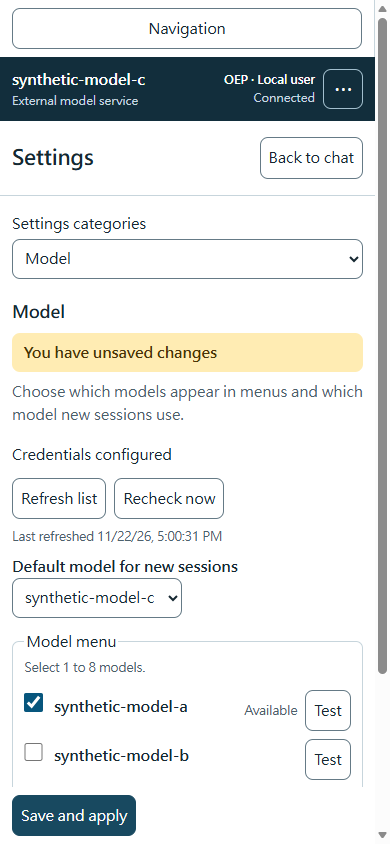 Navigation
synthetic-model-c
OEP · Local user
External model service
Connected
...
Settings
Back to chat
Settings categories
Model
Model
You have unsaved changes
Choose which models appear in menus and which
model new sessions use.
Credentials configured
Refresh list
Recheck now
Last refreshed 11/22/26, 5:00:31 PM
Default model for new sessions
synthetic-model-c
Model menu
Select 1 to 8 models.
synthetic-model-a
Available
Test
synthetic-model-b
Test
Save and apply